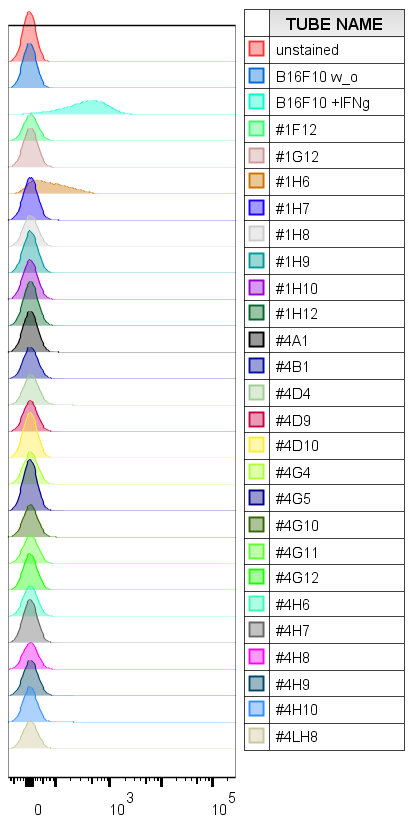 TUBE NAME
unstained
B16F10 w_o
B16F10 +IFNg
#1F12
#1G12
#1H6
#1H7
#1H8
#1H9
#1H10
#1H12
#4A1
#4B1
#4D4
#4D9
#4D10
#4G4
#4G5
#4G10
#4G11
#4G12
#4H6
#4H7
#4H8
#4H9
#4H10
#4LH8
0 10^3 10^5